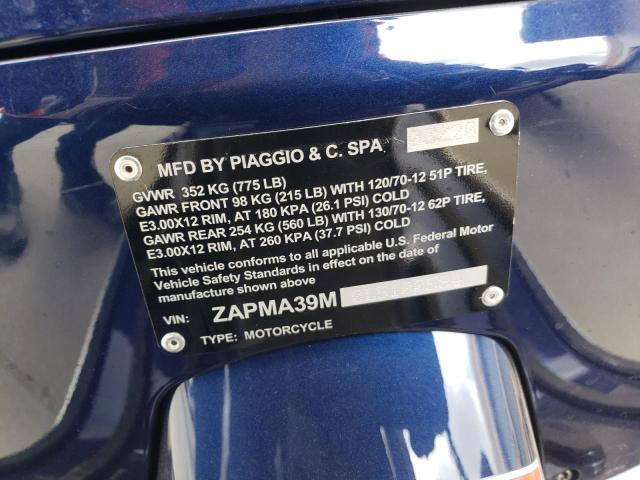 MFD BY PIAGGIO & C. SPA
GVWR 352 KG (775 LB)
GAWR FRONT 98 KG (215 LB) WITH 120/70-12 51P TIRE,
E3.00X12 RIM, AT 180 KPA (26.1 PSI) COLD
GAWR REAR 254 KG (560 LB) WITH 130/70-12 62P TIRE,
E3.00X12 RIM, AT 260 KPA (37.7 PSI) COLD
This vehicle conforms to all applicable U.S. Federal Motor
Vehicle Safety Standards in effect on the date of
manufacture shown above
VIN: ZAPMA39M
TYPE: MOTORCYCLE